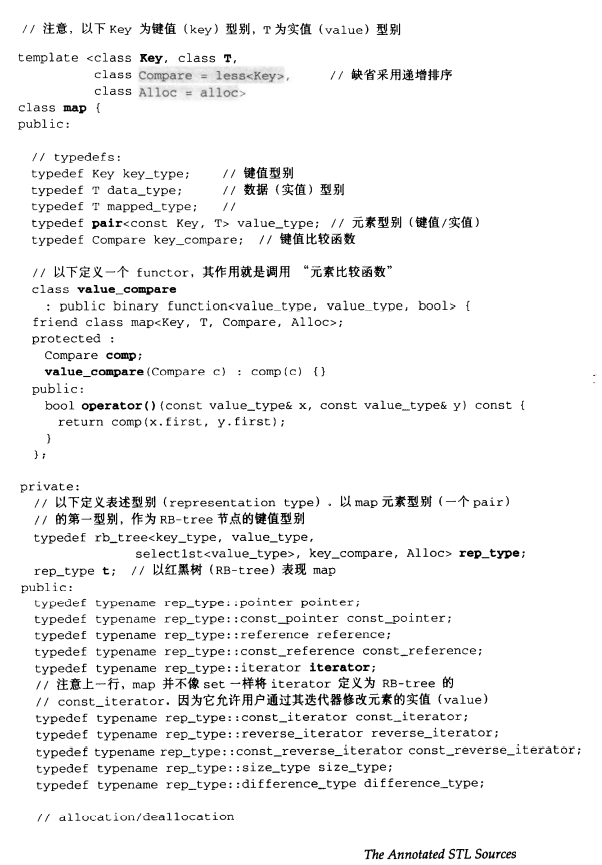 // 注意，以下 Key 为键值（key）型别，T 为实值（value）型别
template <class Key, class T,
class Compare = less<Key>, // 缺省采用递增排序
class Alloc = alloc>
class map {
public:
// typedefs:
typedef Key key_type; // 键值型别
typedef T data_type; // 数据（实值）型别
typedef T mapped_type; //
typedef pair<const Key, T> value_type; // 元素型别（键值/实值）
typedef Compare key_compare; // 键值比较函数
// 以下定义一个 functor，其作用就是调用 “元素比较函数”
class value_compare
: public binary function<value_type, value_type, bool> {
friend class map<Key, T, Compare, Alloc>;
protected :
Compare comp;
value_compare(Compare c) : comp(c) {}
public:
bool operator()(const value_type& x, const value_type& y) const {
return comp(x.first, y.first);
}
};
private:
// 以下定义表述型别（representation type）。以 map 元素型别（一个 pair）
// 的第一型别，作为 RB-tree 节点的键值型别
typedef rb_tree<key_type, value_type,
select1st<value_type>, key_compare, Alloc> rep_type;
rep_type t; // 以红黑树（RB-tree）表现 map
public:
typedef typename rep_type::pointer pointer;
typedef typename rep_type::const_pointer const_pointer;
typedef typename rep_type::reference reference;
typedef typename rep_type::const_reference const_reference;
typedef typename rep_type::iterator iterator;
// 注意上一行，map 并不像 set 一样将 iterator 定义为 RB-tree 的
// const_iterator。因为它允许用户通过其迭代器修改元素的实值（value）
typedef typename rep_type::const_iterator const_iterator;
typedef typename rep_type::reverse_iterator reverse_iterator;
typedef typename rep_type::const_reverse_iterator const_reverse_iterator;
typedef typename rep_type::size_type size_type;
typedef typename rep_type::difference_type difference_type;
// allocation/deallocation
The Annotated STL Sources